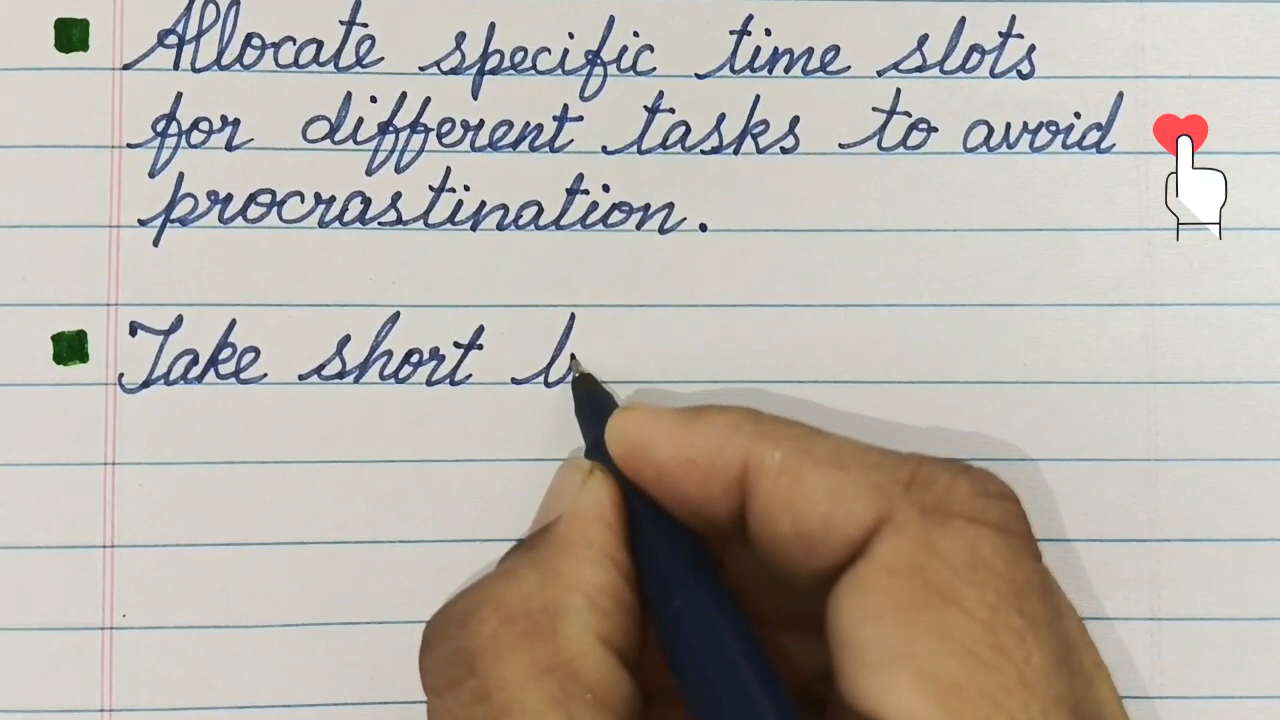 Allocate specific time slots
for different tasks to avoid
procrastination.
Take short